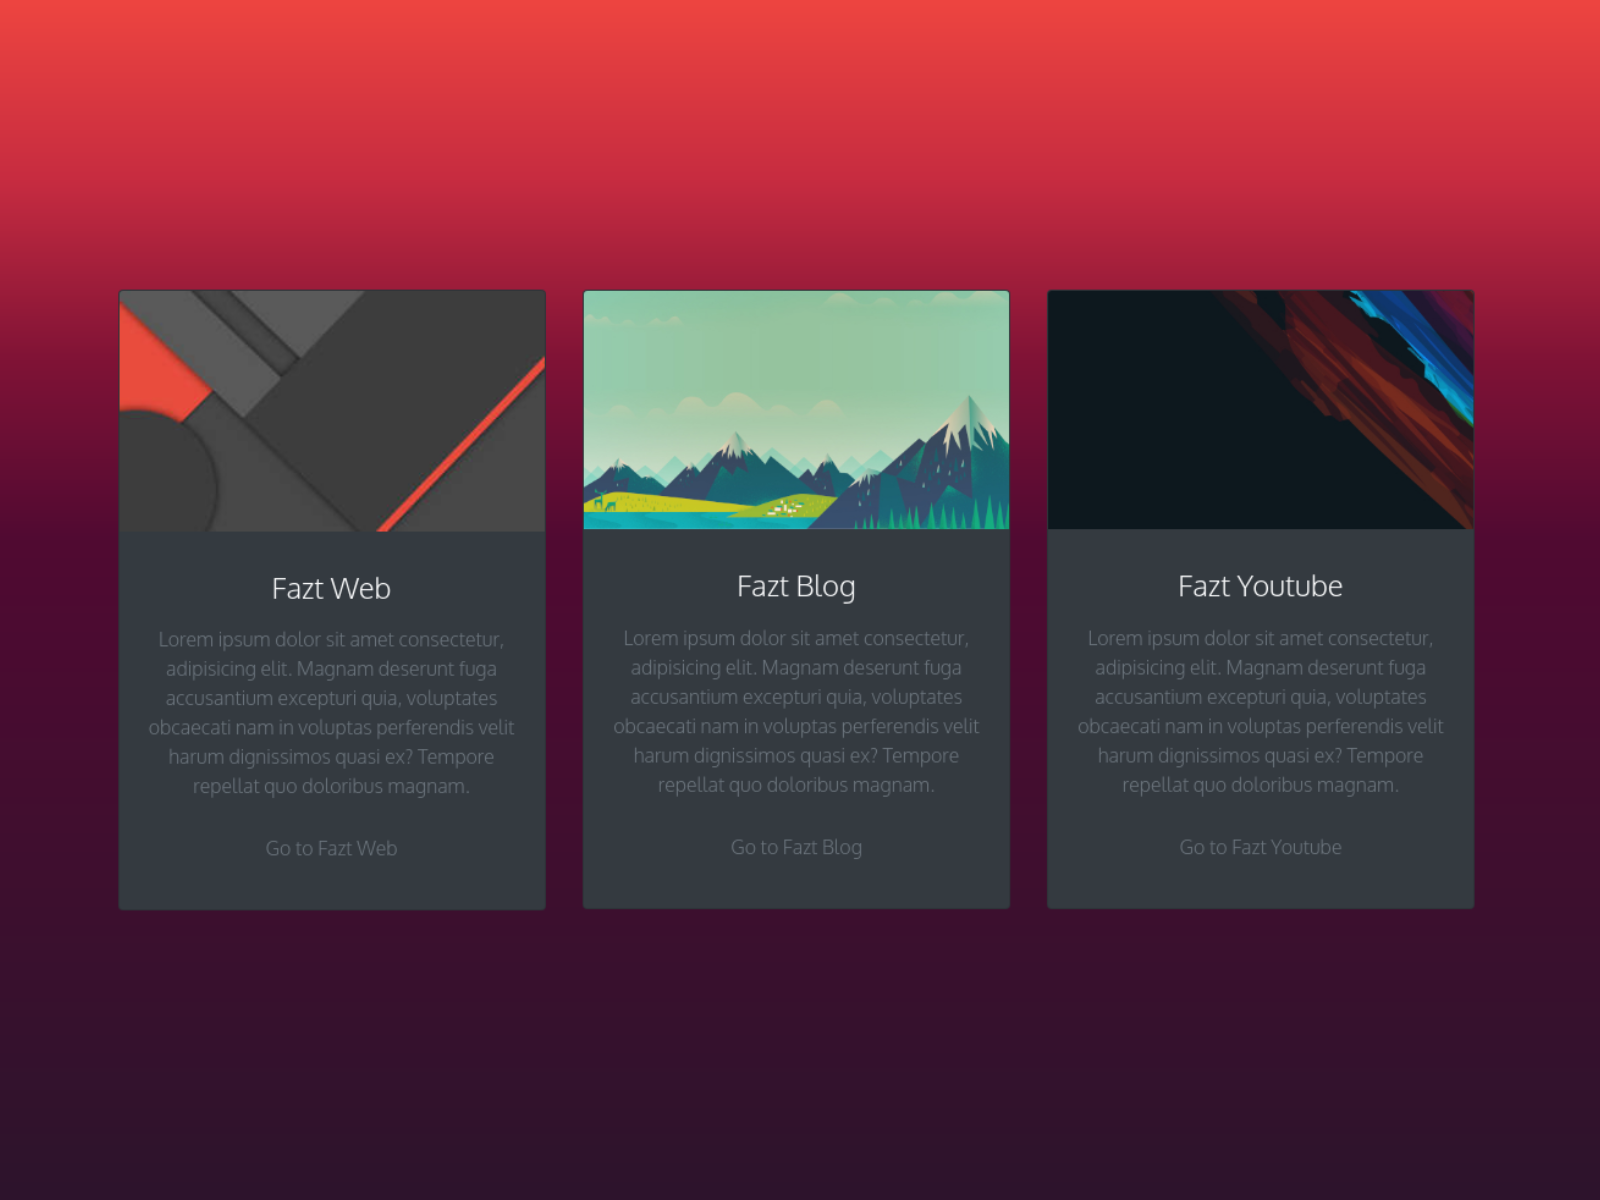 Fazt Web
Lorem ipsum dolor sit amet consectetur,
adipisicing elit. Magnam deserunt fuga
accusantium excepturi quia, voluptates
obcaecati nam in voluptas perferendis velit
harum dignissimos quasi ex? Tempore
repellat quo doloribus magnam.
Go to Fazt Web
Fazt Blog
Lorem ipsum dolor sit amet consectetur,
adipisicing elit. Magnam deserunt fuga
accusantium excepturi quia, voluptates
obcaecati nam in voluptas perferendis velit
harum dignissimos quasi ex? Tempore
repellat quo doloribus magnam.
Go to Fazt Blog
Fazt Youtube
Lorem ipsum dolor sit amet consectetur,
adipisicing elit. Magnam deserunt fuga
accusantium excepturi quia, voluptates
obcaecati nam in voluptas perferendis velit
harum dignissimos quasi ex? Tempore
repellat quo doloribus magnam.
Go to Fazt Youtube